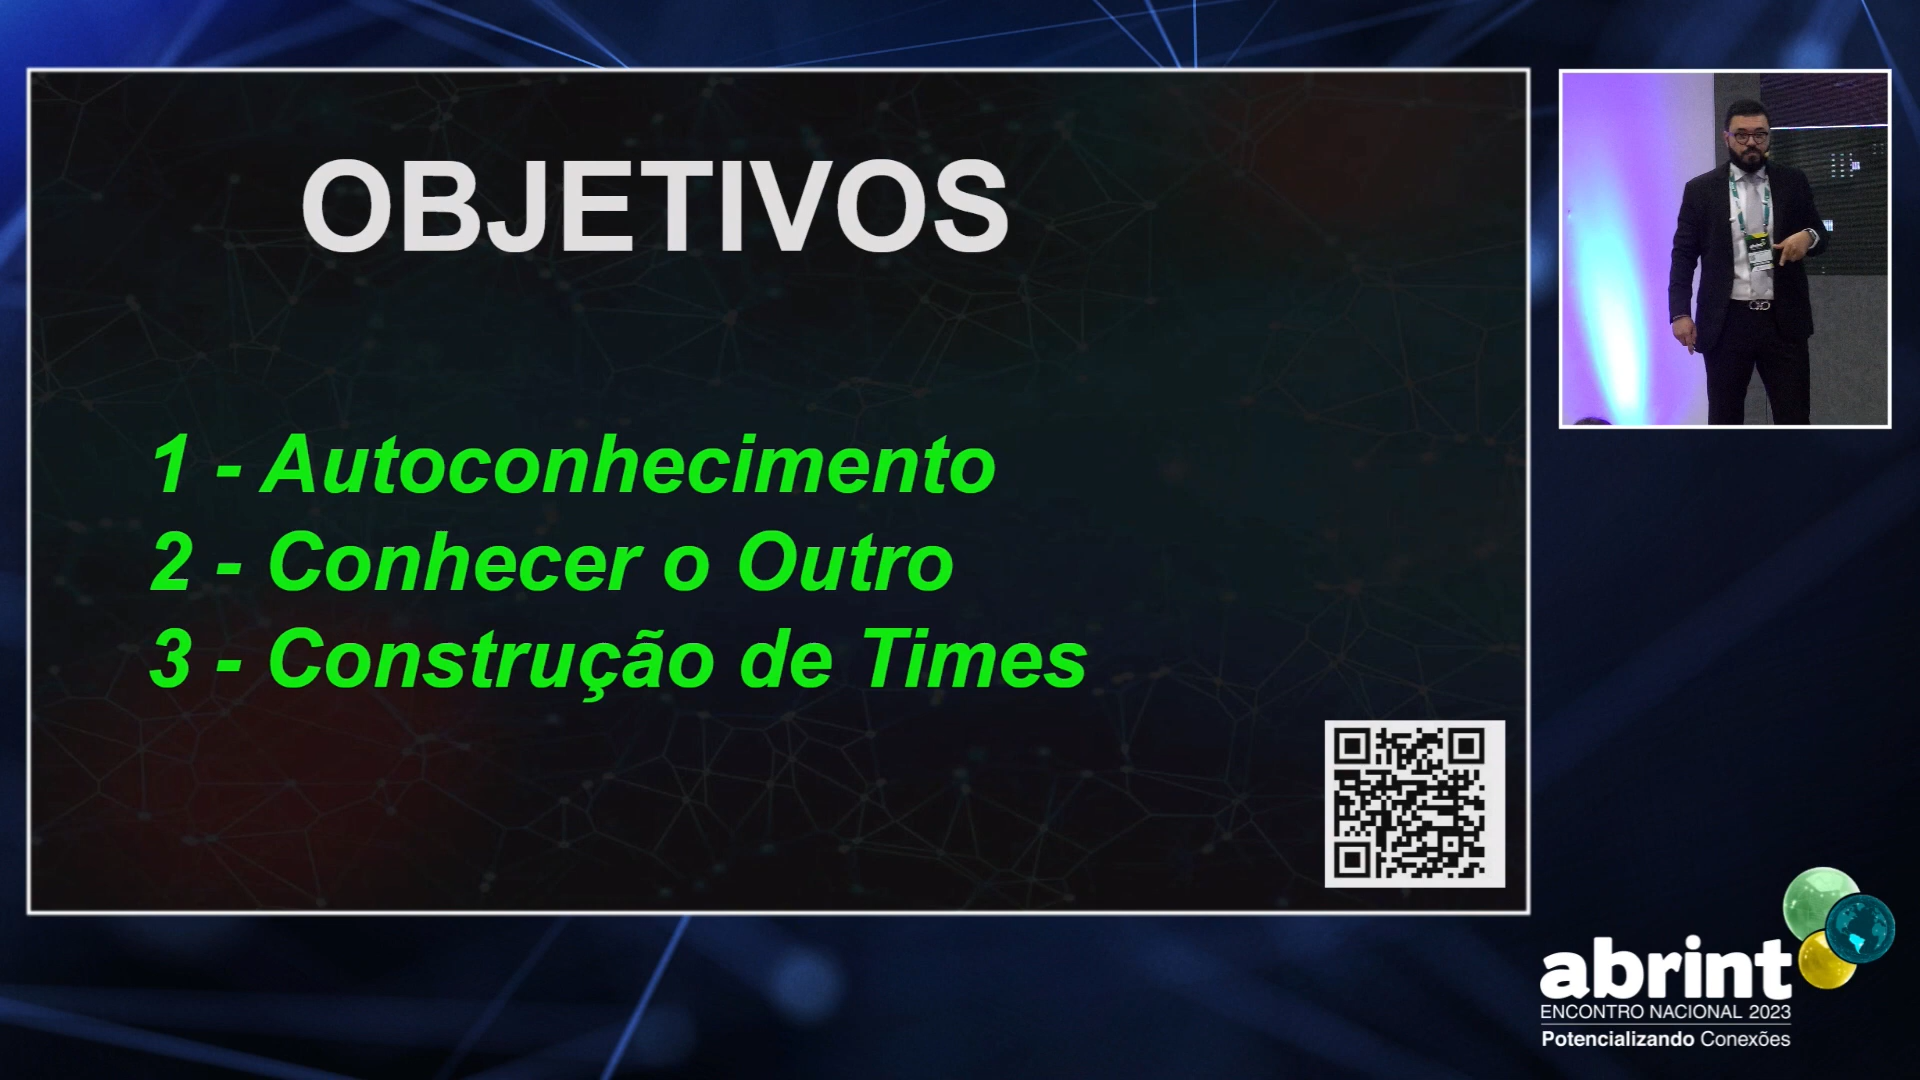 OBJETIVOS
1 - Autoconhecimento
2 - Conhecer o Outro
3 - Construção de Times
abrint
ENCONTRO NACIONAL 2023
Potencializando Conexões